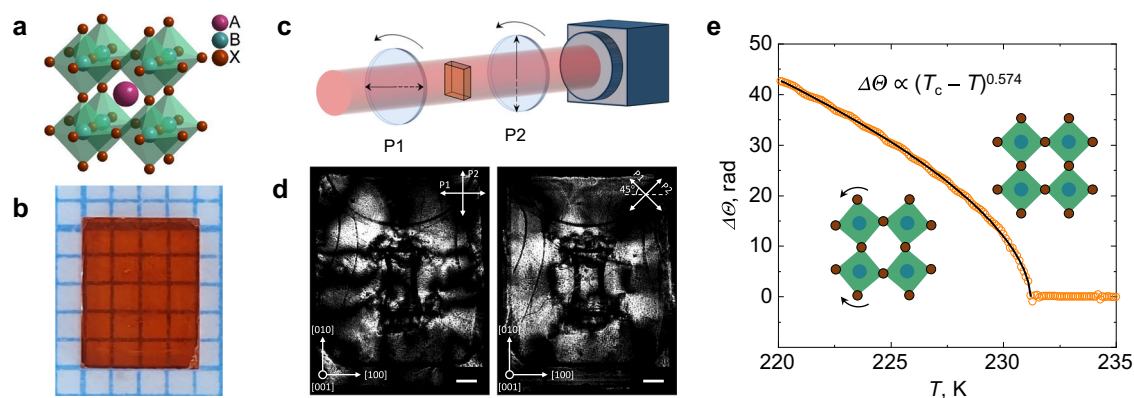 a
A
B
X
b
c
P1
P2
d
P2
P1
[010]
[001]
[100]
P1
P2
45°
[010]
[001]
[100]
e
ΔΘ ∝ (Tc – T)^0.574
ΔΘ, rad
50
40
30
20
10
0
220
225
230
235
T, K